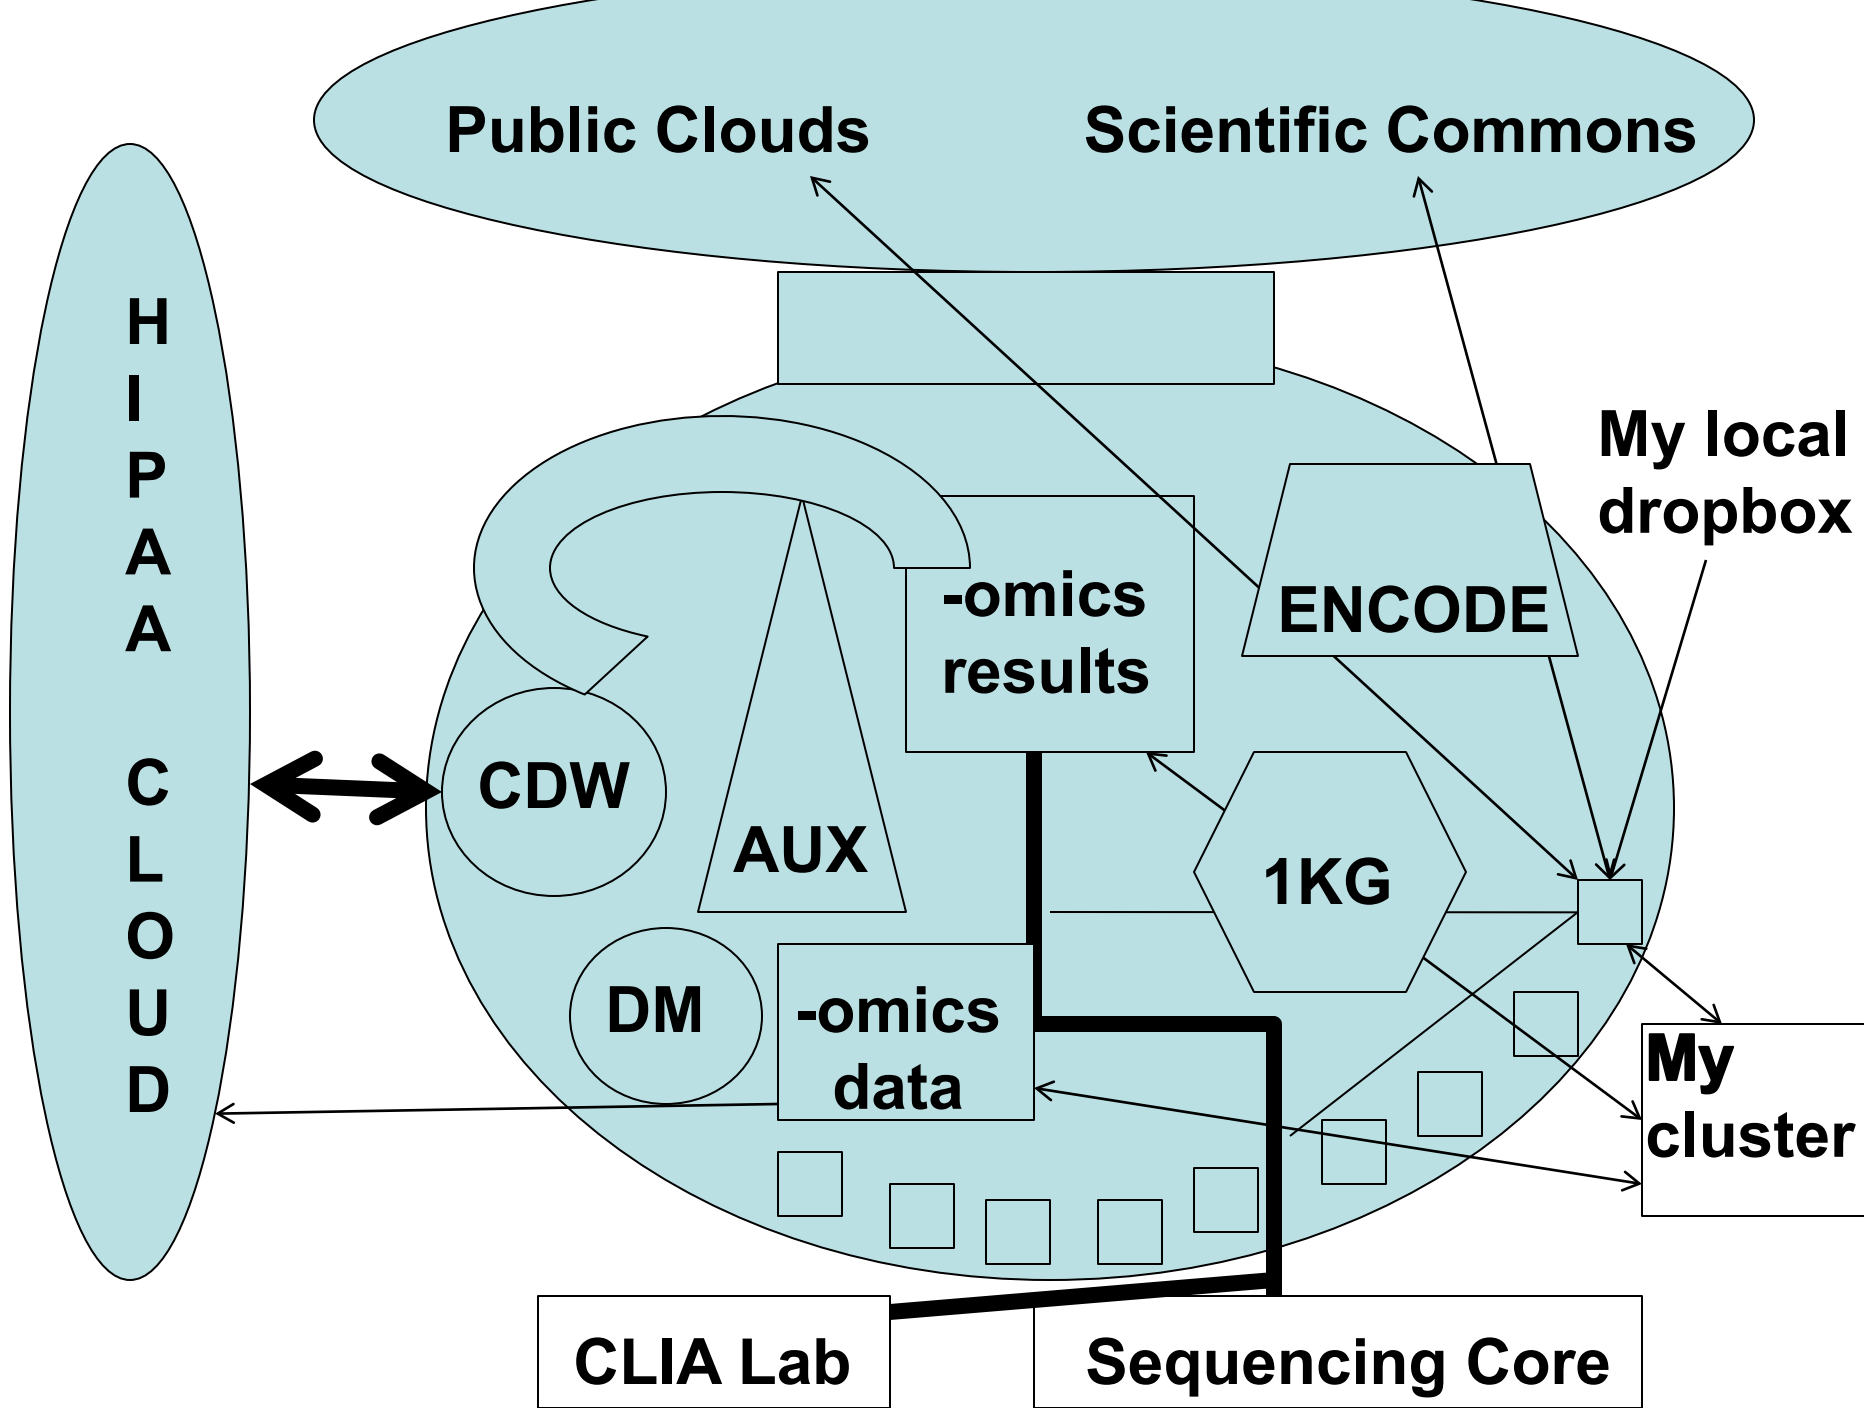 Public Clouds
Scientific Commons
H
I
P
A
A
C
L
O
U
D
My local
dropbox
-omics
results
ENCODE
CDW
AUX
1KG
DM
-omics
data
My
cluster
CLIA Lab
Sequencing Core